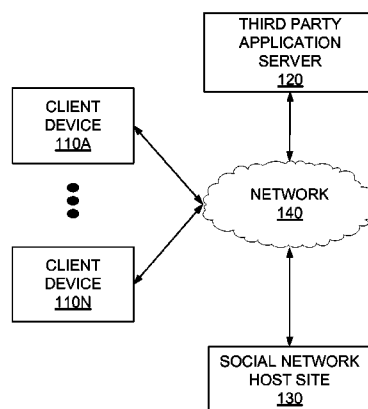 THIRD PARTY
APPLICATION
SERVER
120
CLIENT
DEVICE
110A
NETWORK
140
CLIENT
DEVICE
110N
SOCIAL NETWORK
HOST SITE
130